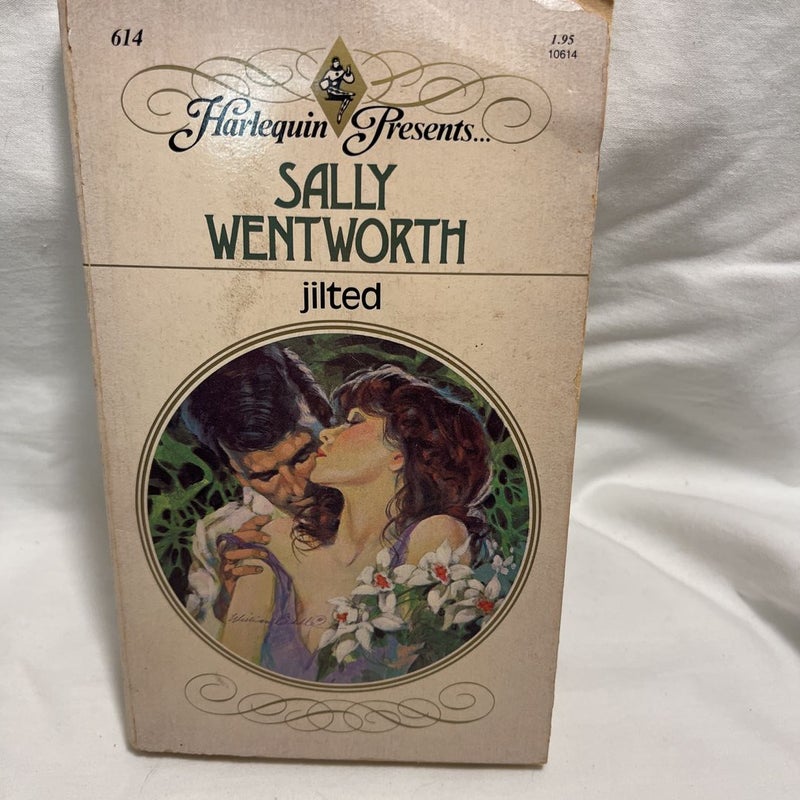 614
1.95
10614
Harlequin Presents...
SALLY
WENTWORTH
jilted